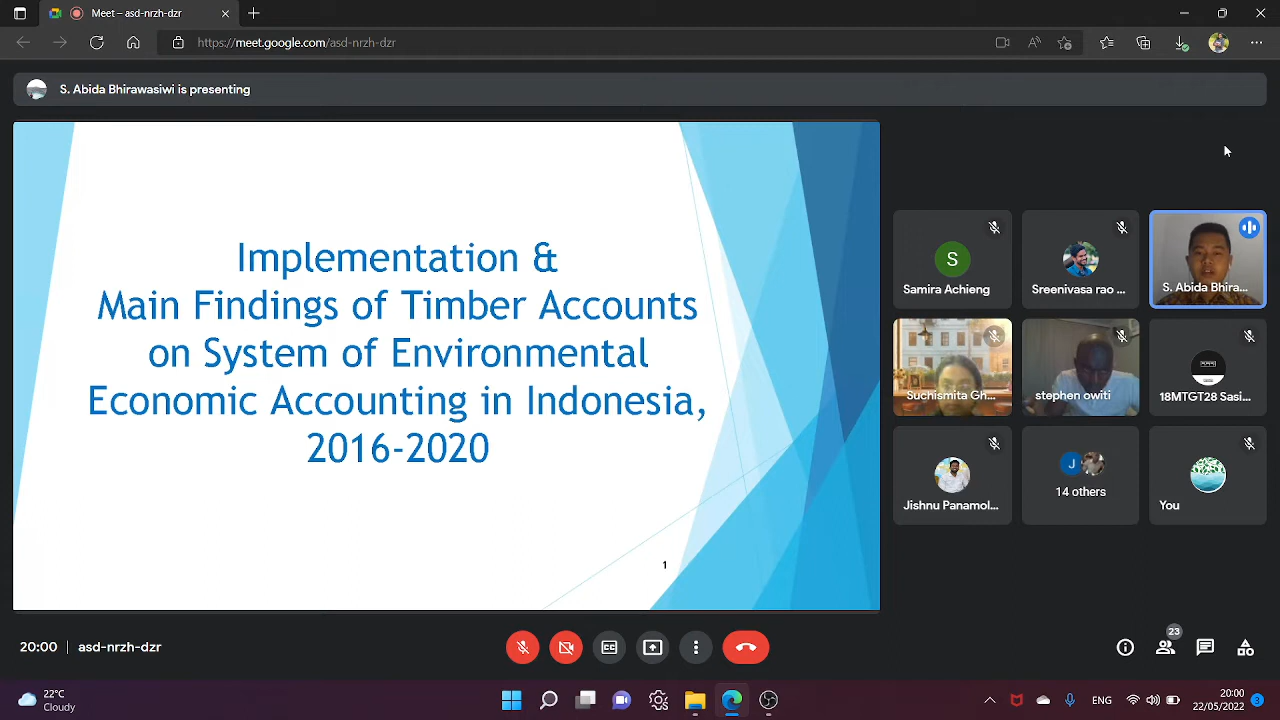 Meet – asd-nrzh-dzr
https://meet.google.com/asd-nrzh-dzr
S. Abida Bhirawasiwi is presenting
Implementation &
Main Findings of Timber Accounts
on System of Environmental
Economic Accounting in Indonesia,
2016-2020
1
S
Samira Achieng
Sreenivasa rao ...
S. Abida Bhira...
Suchismita Gh...
stephen owiti
18MTGT28 Sasi...
Jishnu Panamol...
J
14 others
You
20:00 | asd-nrzh-dzr
CC
23
22°C
Cloudy
ENG
20:00
22/05/2022
3